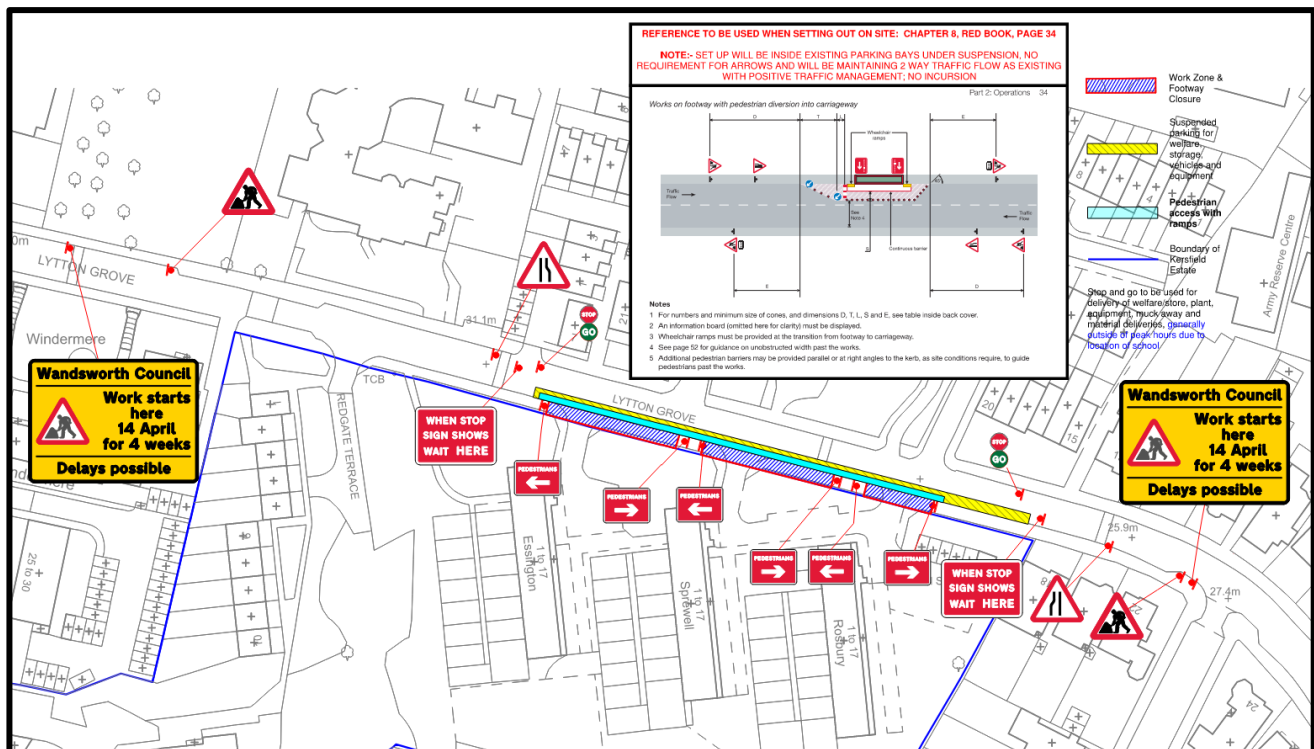 REFERENCE TO BE USED WHEN SETTING OUT ON SITE: CHAPTER 8, RED BOOK, PAGE 34
NOTE:- SET UP WILL BE INSIDE EXISTING PARKING BAYS UNDER SUSPENSION, NO
REQUIREMENT FOR ARROWS AND WILL BE MAINTAINING 2 WAY TRAFFIC FLOW AS EXISTING
WITH POSITIVE TRAFFIC MANAGEMENT; NO INCURSION
Part 2: Operations 34
Works on footway with pedestrian diversion into carriageway
D
T
L
E
Wheelchair
ramps
Traffic
Flow
See
Note 4
Traffic
Flow
S
Continuous barrier
E
D
Notes
1 For numbers and minimum size of cones, and dimensions D, T, L, S and E, see table inside back cover.
2 An information board (omitted here for clarity) must be displayed.
3 Wheelchair ramps must be provided at the transition from footway to carriageway.
4 See page 52 for guidance on unobstructed width past the works.
5 Additional pedestrian barriers may be provided parallel or at right angles to the kerb, as site conditions require, to guide
pedestrians past the works.
Work Zone &
Footway
Closure
Suspended
parking for
welfare,
storage,
vehicles and
equipment
Pedestrian
access with
ramps
Boundary of
Kersfield
Estate
Stop and go to be used for
delivery of welfare/store, plant,
equipment, muck away and
material deliveries, generally
outside of peak hours due to
location of school
Army Reserve Centre
0m
LYTTON GROVE
Windermere
31.1m
TCB
REDGATE TERRACE
LYTTON GROVE
STOP
GO
21
20
15
8
4
Wandsworth Council
Work starts
here
14 April
for 4 weeks
Delays possible
WHEN STOP
SIGN SHOWS
WAIT HERE
PEDESTRIANS
PEDESTRIANS
PEDESTRIANS
PEDESTRIANS
PEDESTRIANS
PEDESTRIANS
STOP
GO
Wandsworth Council
Work starts
here
14 April
for 4 weeks
Delays possible
WHEN STOP
SIGN SHOWS
WAIT HERE
25.9m
27.4m
8
25 to 30
Essington
1 to 17
Sprewell
1 to 17
Rosbury
1 to 17
24